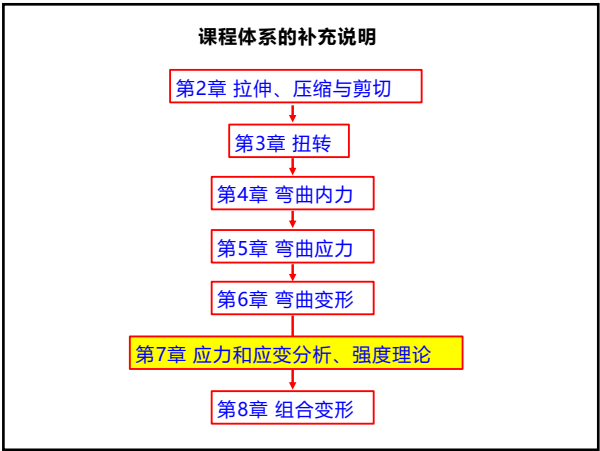 课程体系的补充说明
第2章 拉伸、压缩与剪切
第3章 扭转
第4章 弯曲内力
第5章 弯曲应力
第6章 弯曲变形
第7章 应力和应变分析、强度理论
第8章 组合变形